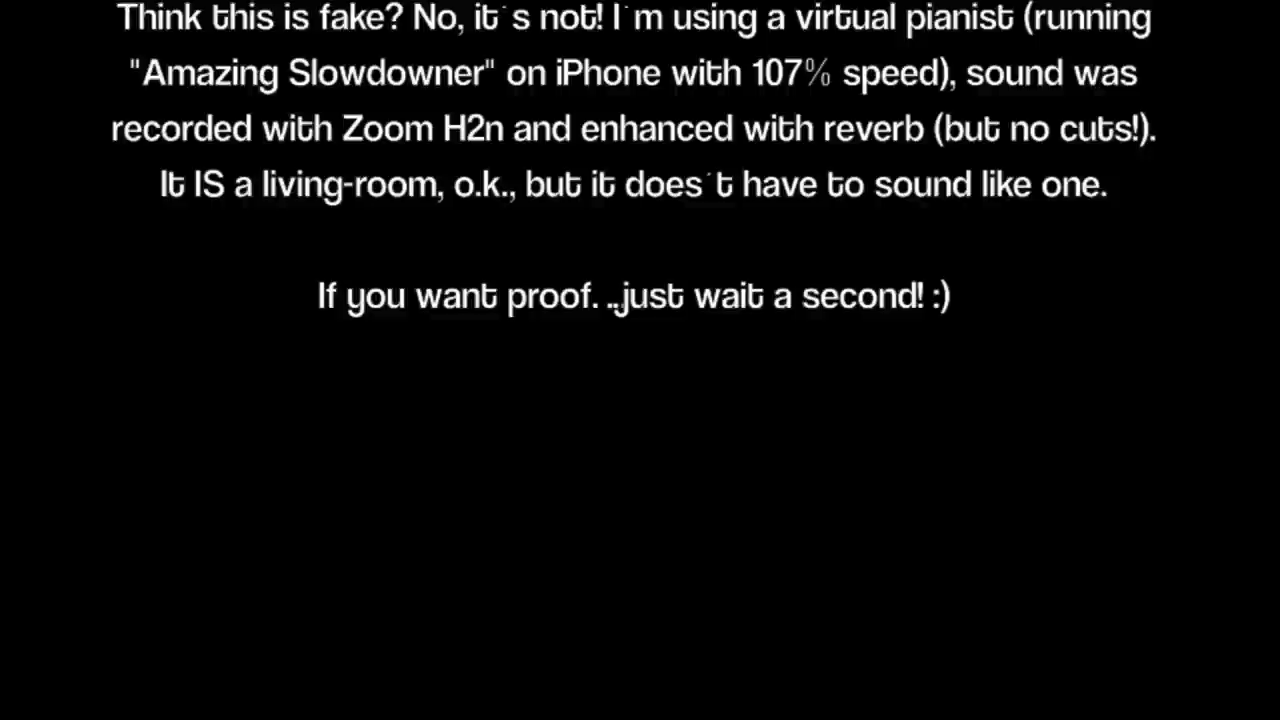 Think this is fake? No, it´s not! I´m using a virtual pianist (running
"Amazing Slowdowner" on iPhone with 107% speed), sound was
recorded with Zoom H2n and enhanced with reverb (but no cuts!).
It IS a living-room, o.k., but it does´t have to sound like one.
If you want proof. ..just wait a second! :)